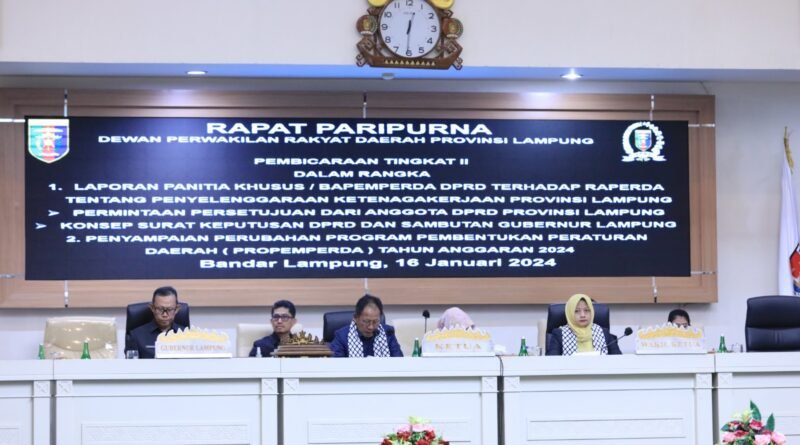 RAPAT PARIPURNA
DEWAN PERWAKILAN RAKYAT DAERAH PROVINSI LAMPUNG
PEMBICARAAN TINGKAT II
DALAM RANGKA
1. LAPORAN PANITIA KHUSUS / BAPEMPERDA DPRD TERHADAP RAPERDA
TENTANG PENYELENGGARAAN KETENAGAKERJAAN PROVINSI LAMPUNG
➤ PERMINTAAN PERSETUJUAN DARI ANGGOTA DPRD PROVINSI LAMPUNG
➤ KONSEP SURAT KEPUTUSAN DPRD DAN SAMBUTAN GUBERNUR LAMPUNG
2. PENYAMPAIAN PERUBAHAN PROGRAM PEMBENTUKAN PERATURAN
DAERAH ( PROPEMPERDA ) TAHUN ANGGARAN 2024
Bandar Lampung, 16 Januari 2024
GUBERNUR LAMPUNG
KETUA
WAKIL KETUA